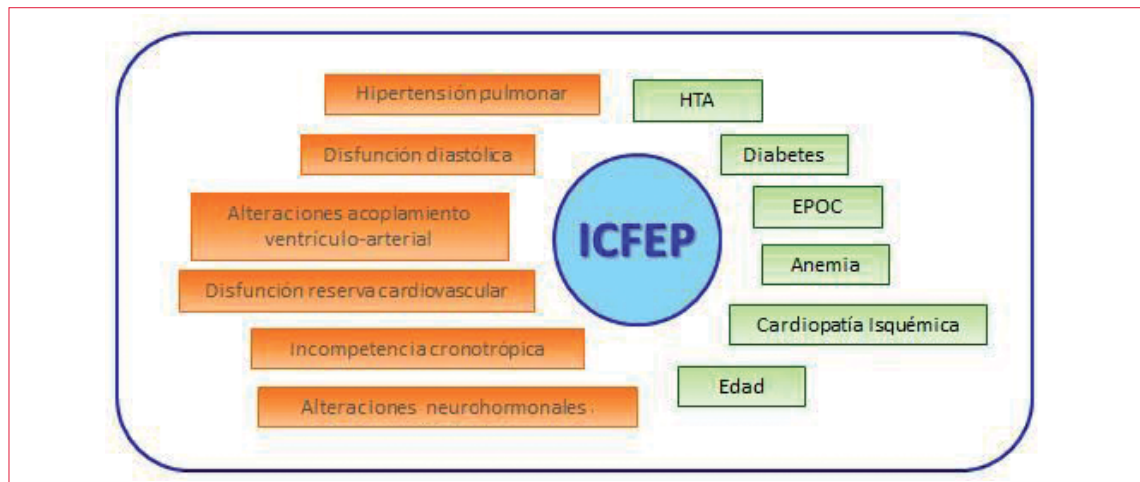 Hipertensión pulmonar
Disfunción diastólica
Alteraciones acoplamiento
ventrículo-arterial
Disfunción reserva cardiovascular
Incompetencia cronotrópica
Alteraciones neurohormonales
ICFEP
HTA
Diabetes
EPOC
Anemia
Cardiopatía Isquémica
Edad